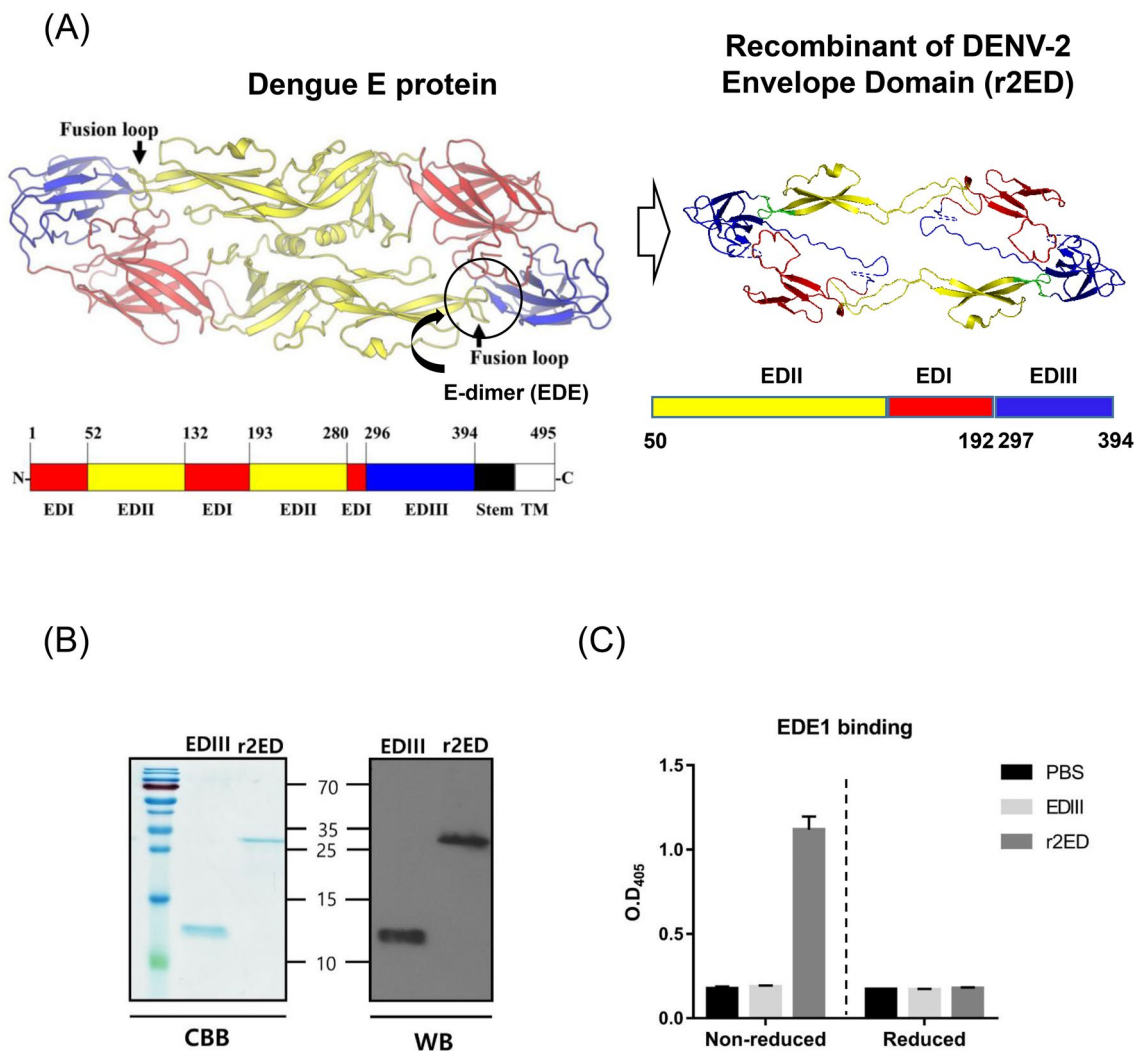 (A)
Dengue E protein
Recombinant of DENV-2
Envelope Domain (r2ED)
Fusion loop
Fusion loop
E-dimer (EDE)
EDII EDI EDIII
50 192 297 394
1 52 132 193 280 296 394 495
N- -C
EDI EDII EDI EDII EDI EDIII Stem TM
(B)
EDIII r2ED EDIII r2ED
70
35
25
15
10
CBB WB
(C)
EDE1 binding
PBS
EDIII
r2ED
O.D405
1.5
1.0
0.5
0.0
Non-reduced Reduced